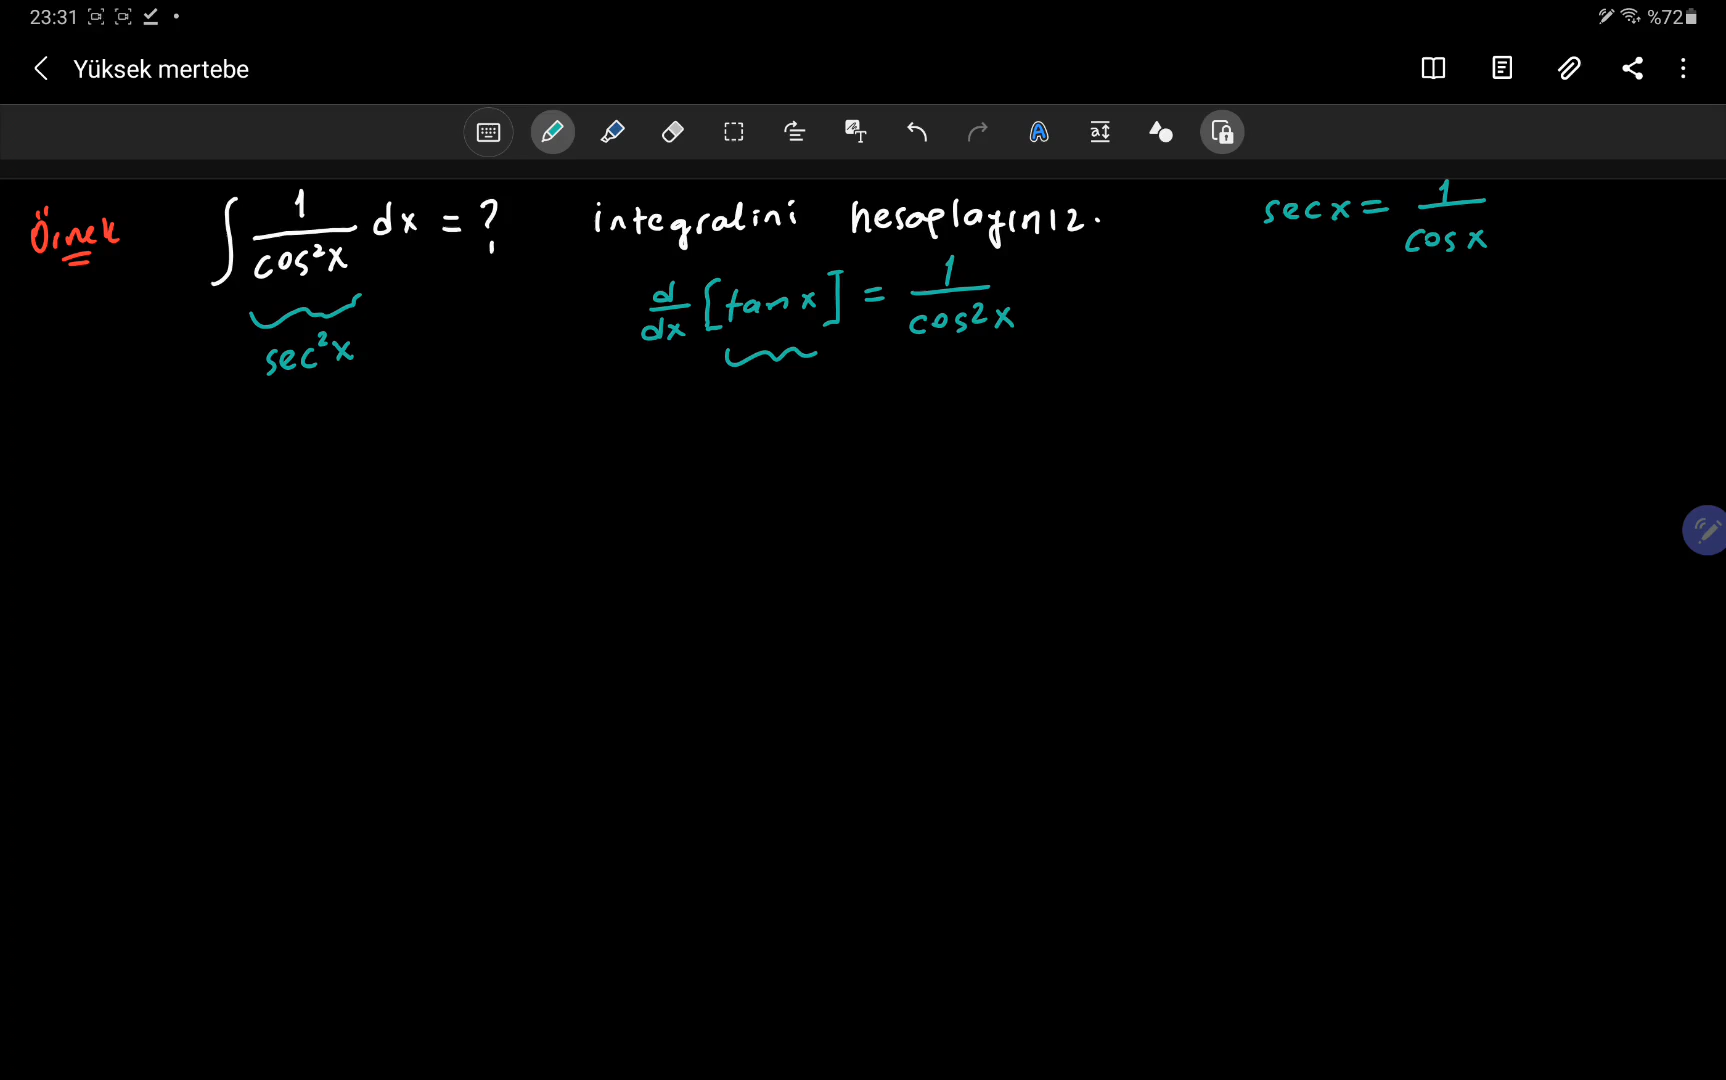 23:31 %72
Yüksek mertebe
Örnek ∫ 1/cos²x dx = ? integralini hesaplayınız. sec x = 1/cos x
sec²x d/dx [tan x] = 1/cos²x